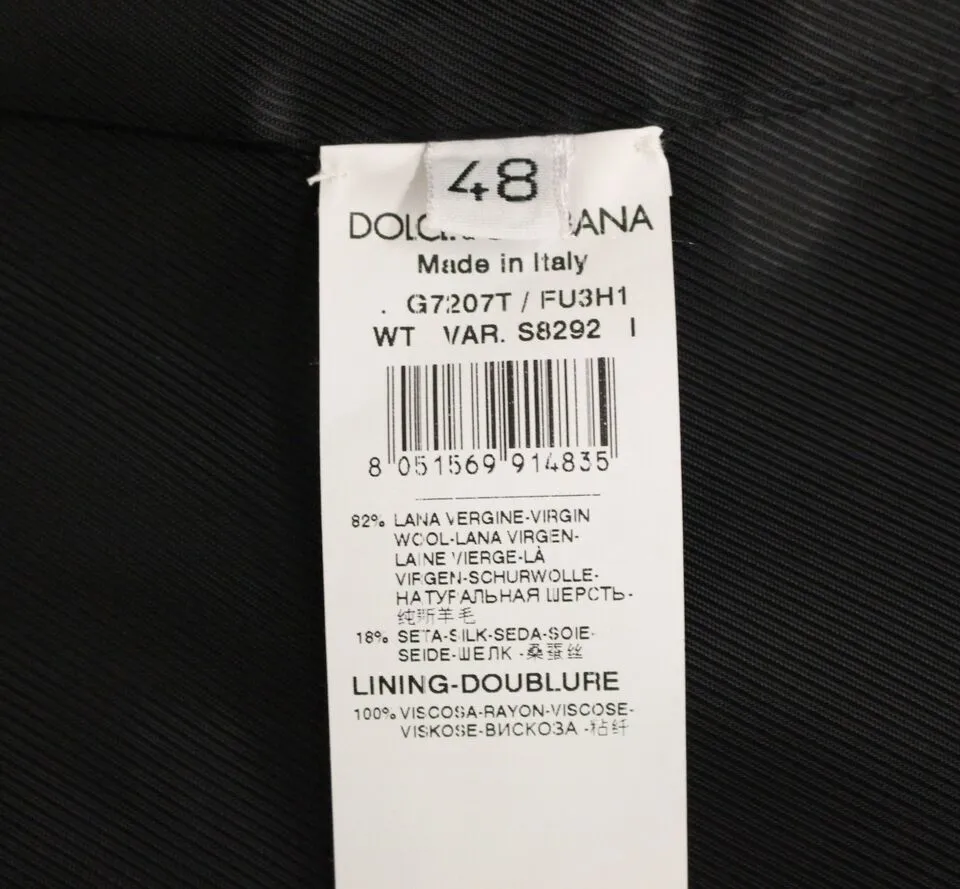 48
DOLC ANA
Made in Italy
. G7207T / FU3H1
WT VAR. S8292 I
8 051569 914835
82% LANA VERGINE-VIRGIN
WOOL-LANA VIRGEN-
LAINE VIERGE-LÀ
VIRGEN-SCHURWOLLE-
НАТУРАЛЬНАЯ ШЕРСТЬ-
纯斯羊毛
18% SETA-SILK-SEDA-SOIE-
SEIDE-ШЕЛК -桑蚕丝
LINING-DOUBLURE
100% VISCOSA-RAYON-VISCOSE-
VISKOSE-ВИСКОЗА -粘纤